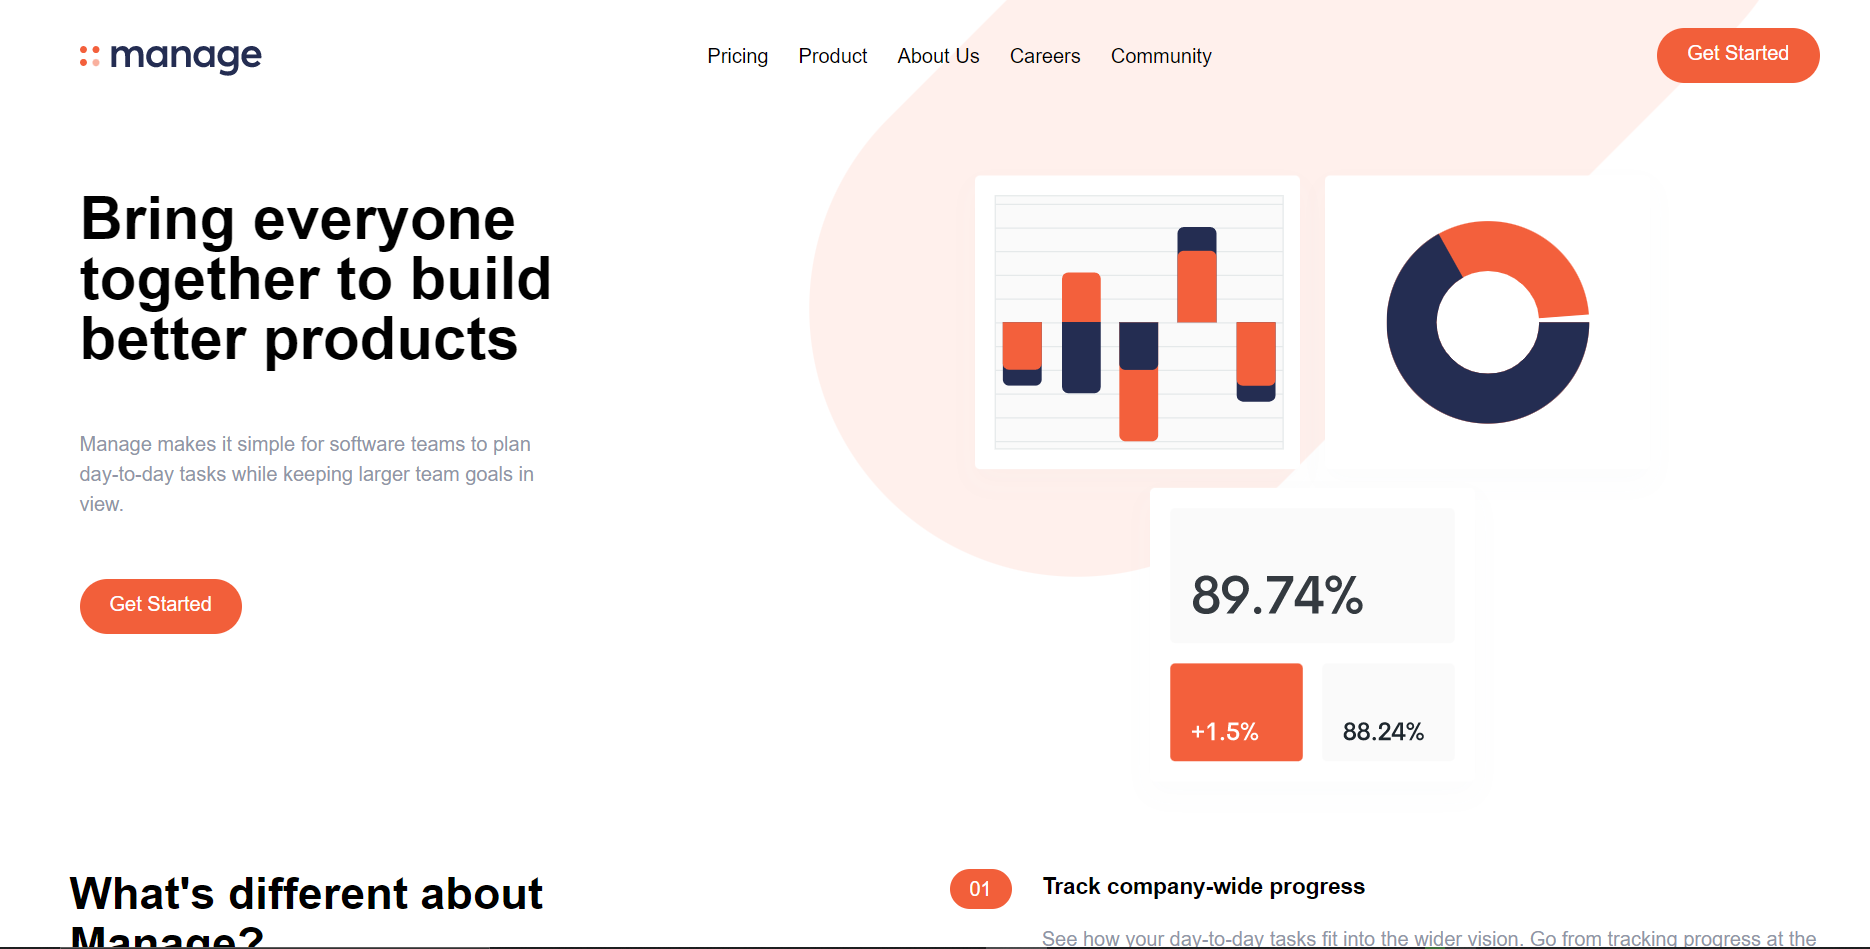 manage
Pricing Product About Us Careers Community
Get Started
Bring everyone
together to build
better products
Manage makes it simple for software teams to plan
day-to-day tasks while keeping larger team goals in
view.
Get Started
89.74%
+1.5%
88.24%
What's different about
Manage?
01
Track company-wide progress
See how your day-to-day tasks fit into the wider vision. Go from tracking progress at the